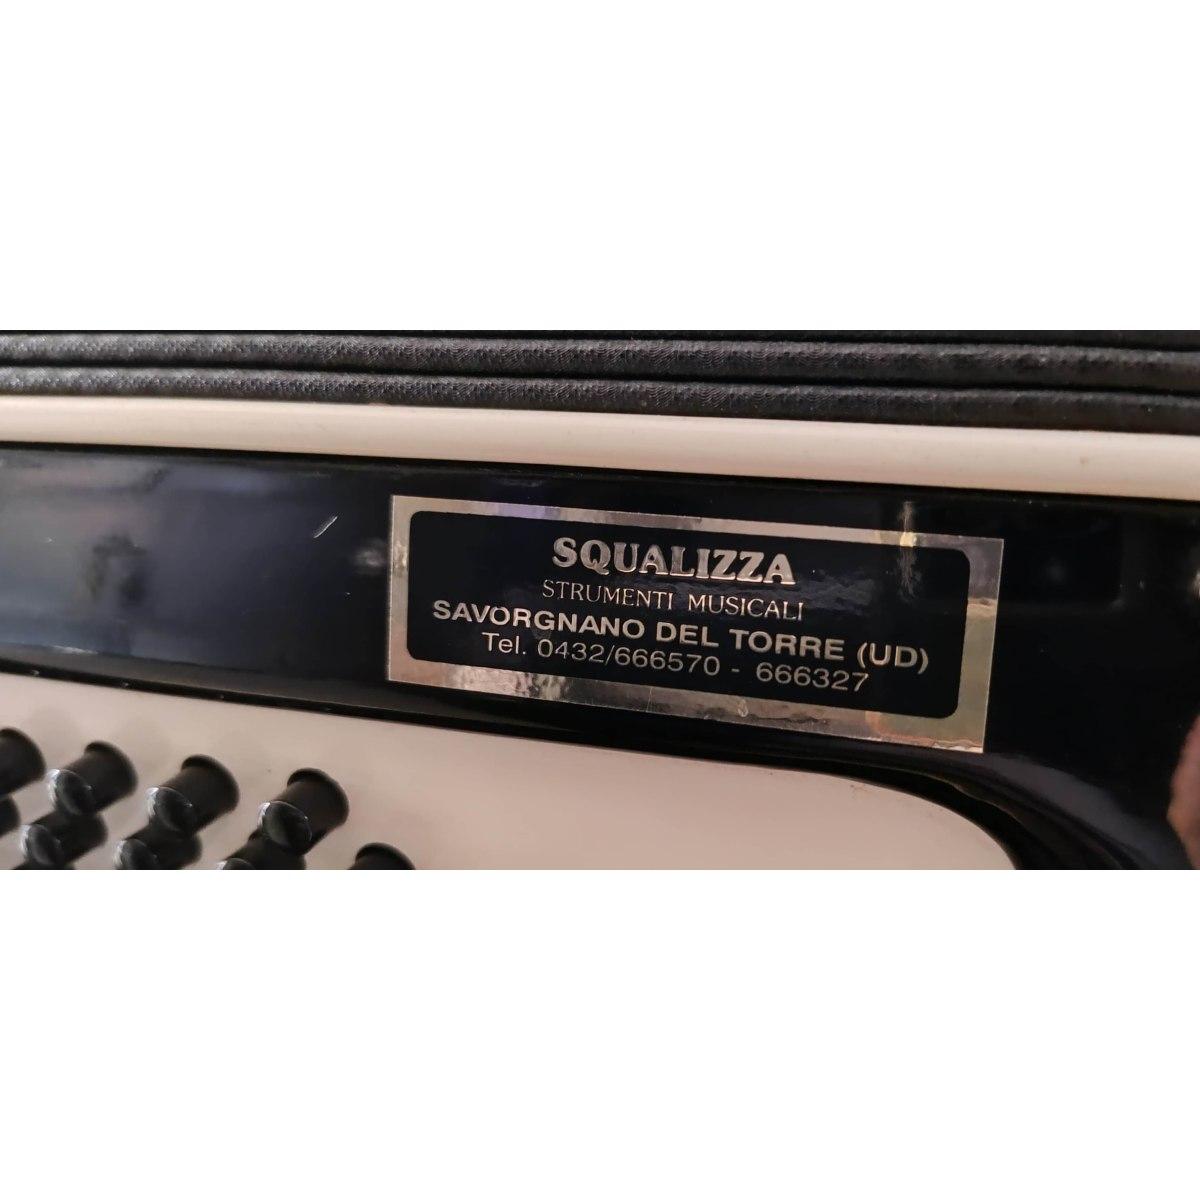 SQUALIZZA
STRUMENTI MUSICALI
SAVORGNANO DEL TORRE (UD)
Tel. 0432/666570 - 666327